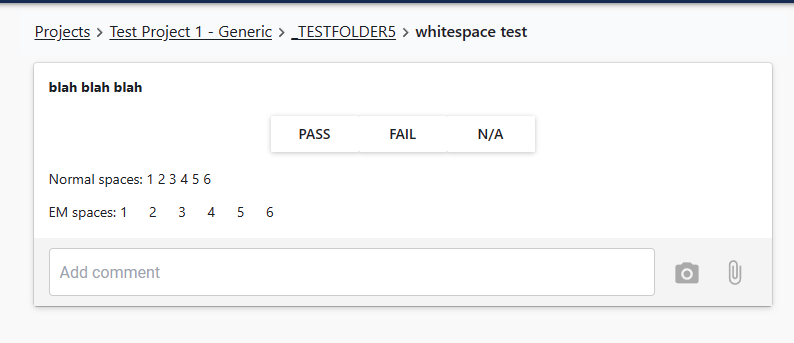 Projects > Test Project 1 - Generic > _TESTFOLDER5 > whitespace test
blah blah blah
PASS FAIL N/A
Normal spaces: 1 2 3 4 5 6
EM spaces: 1  2  3  4  5  6
Add comment